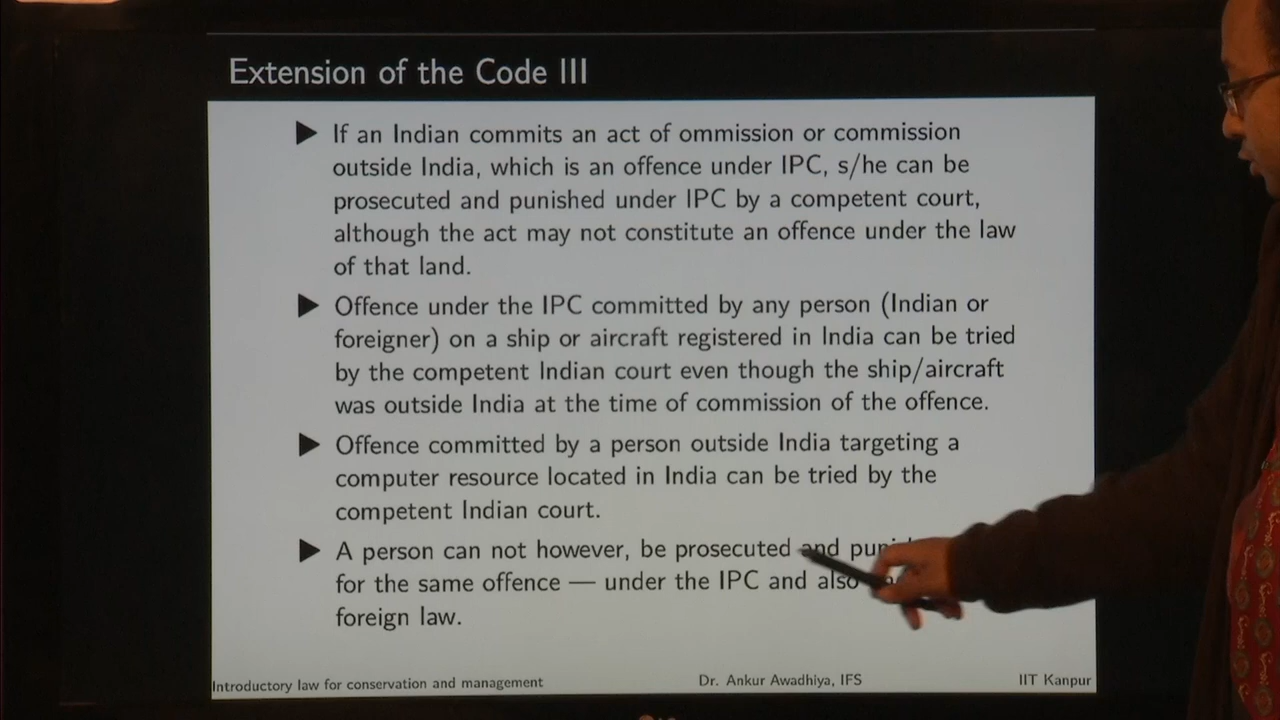 Extension of the Code III
If an Indian commits an act of ommission or commission
outside India, which is an offence under IPC, s/he can be
prosecuted and punished under IPC by a competent court,
although the act may not constitute an offence under the law
of that land.
Offence under the IPC committed by any person (Indian or
foreigner) on a ship or aircraft registered in India can be tried
by the competent Indian court even though the ship/aircraft
was outside India at the time of commission of the offence.
Offence committed by a person outside India targeting a
computer resource located in India can be tried by the
competent Indian court.
A person can not however, be prosecuted and
for the same offence — under the IPC and also
foreign law.
Introductory law for conservation and management Dr. Ankur Awadhiya, IFS IIT Kanpur